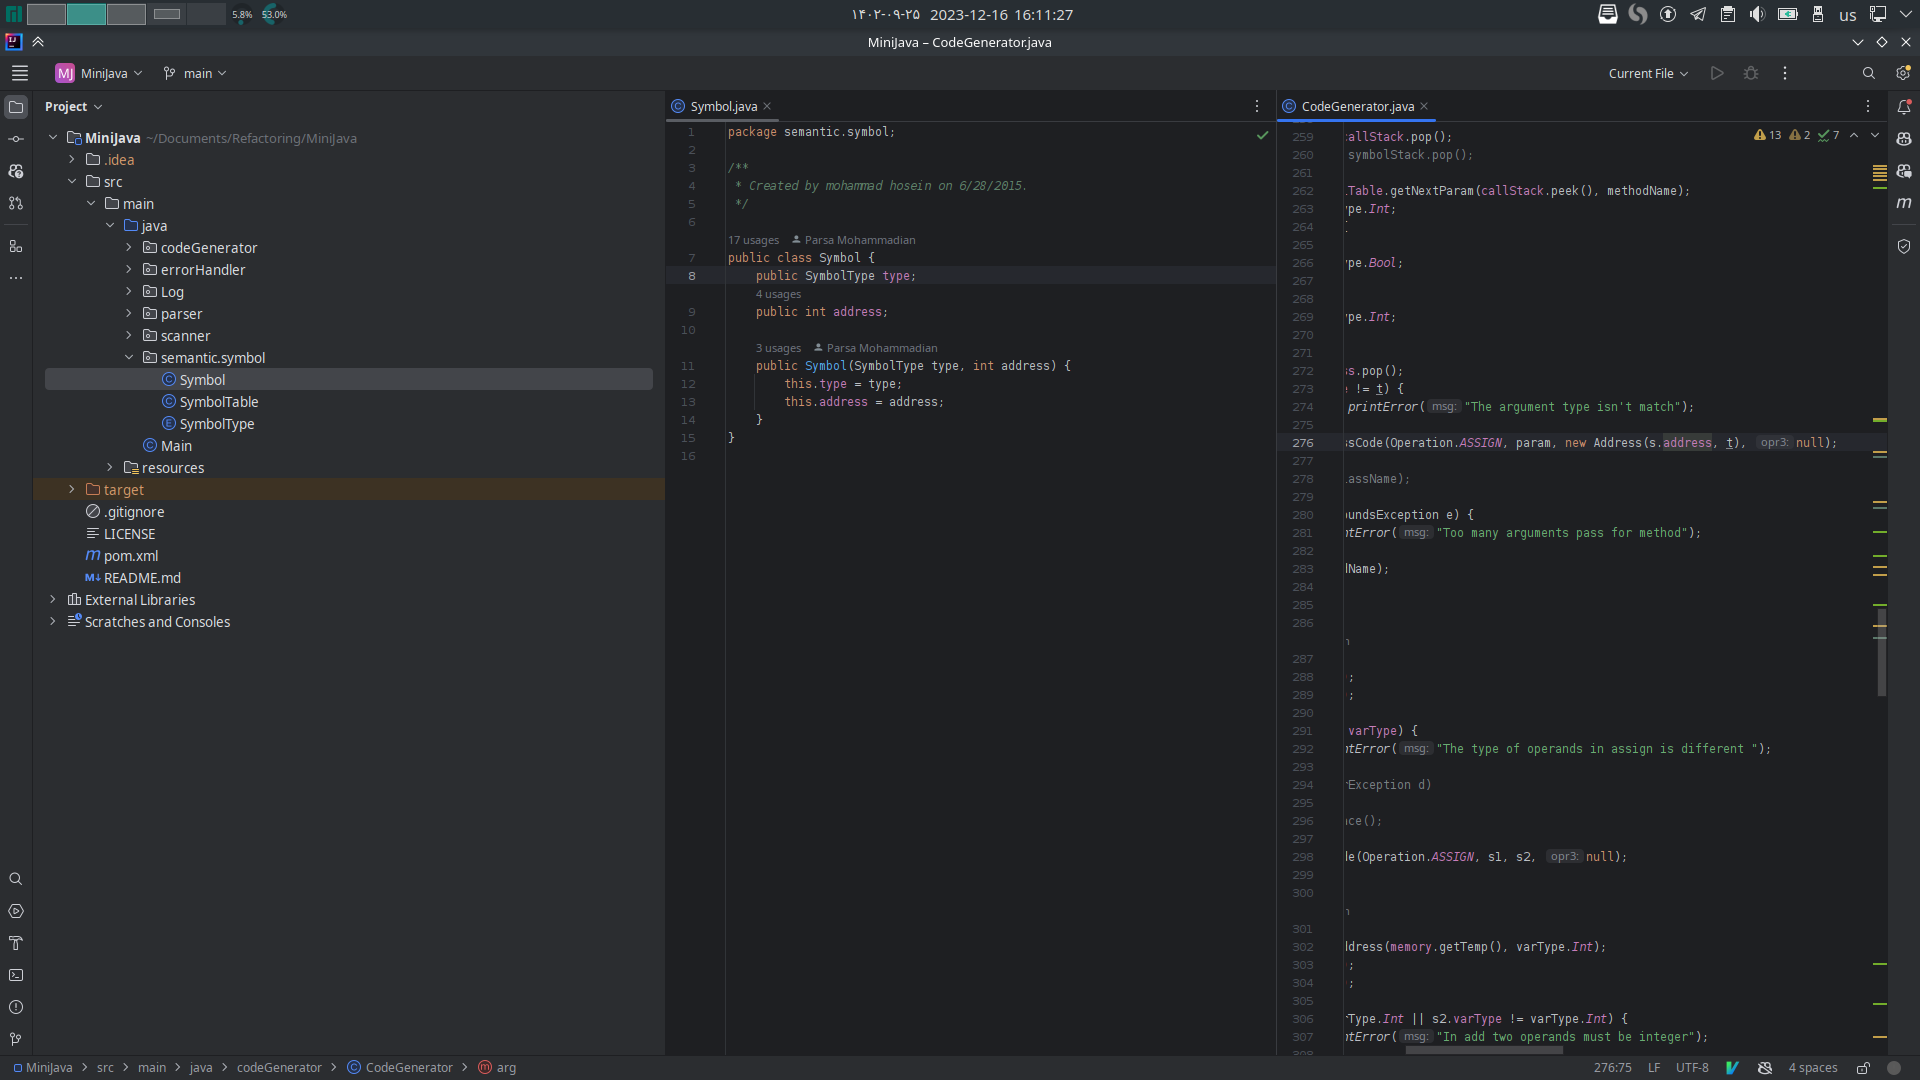 5.8% 53.0%
۱۴۰۲-۰۹-۲۵ 2023-12-16 16:11:27
us
MiniJava – CodeGenerator.java
MJ MiniJava main
Current File
Project
MiniJava ~/Documents/Refactoring/MiniJava
.idea
src
main
java
codeGenerator
errorHandler
Log
parser
scanner
semantic.symbol
Symbol
SymbolTable
SymbolType
Main
resources
target
.gitignore
LICENSE
pom.xml
README.md
External Libraries
Scratches and Consoles
Symbol.java
1 package semantic.symbol;
2
3 /**
4 * Created by mohammad hosein on 6/28/2015.
5 */
6
17 usages Parsa Mohammadian
7 public class Symbol {
8 public SymbolType type;
4 usages
9 public int address;
10
3 usages Parsa Mohammadian
11 public Symbol(SymbolType type, int address) {
12 this.type = type;
13 this.address = address;
14 }
15 }
16
CodeGenerator.java
13 2 7
259 allStack.pop();
260 symbolStack.pop();
261
262 Table.getNextParam(callStack.peek(), methodName);
263 pe.Int;
264
265
266 pe.Bool;
267
268
269 pe.Int;
270
271
272 s.pop();
273 != t) {
274 printError( msg: "The argument type isn't match");
275
276 ssCode(Operation.ASSIGN, param, new Address(s.address, t), opr3: null);
277
278 assName);
279
280 undsException e) {
281 tError( msg: "Too many arguments pass for method");
282
283 Name);
284
285
286
287
288 ;
289 ;
290
291 varType) {
292 tError( msg: "The type of operands in assign is different ");
293
294 Exception d)
295
296 ce();
297
298 e(Operation.ASSIGN, s1, s2, opr3: null);
299
300
301
302 dress(memory.getTemp(), varType.Int);
303 ;
304 ;
305
306 Type.Int || s2.varType != varType.Int) {
307 tError( msg: "In add two operands must be integer");
308
MiniJava > src > main > java > codeGenerator > CodeGenerator > arg
276:75 LF UTF-8 4 spaces